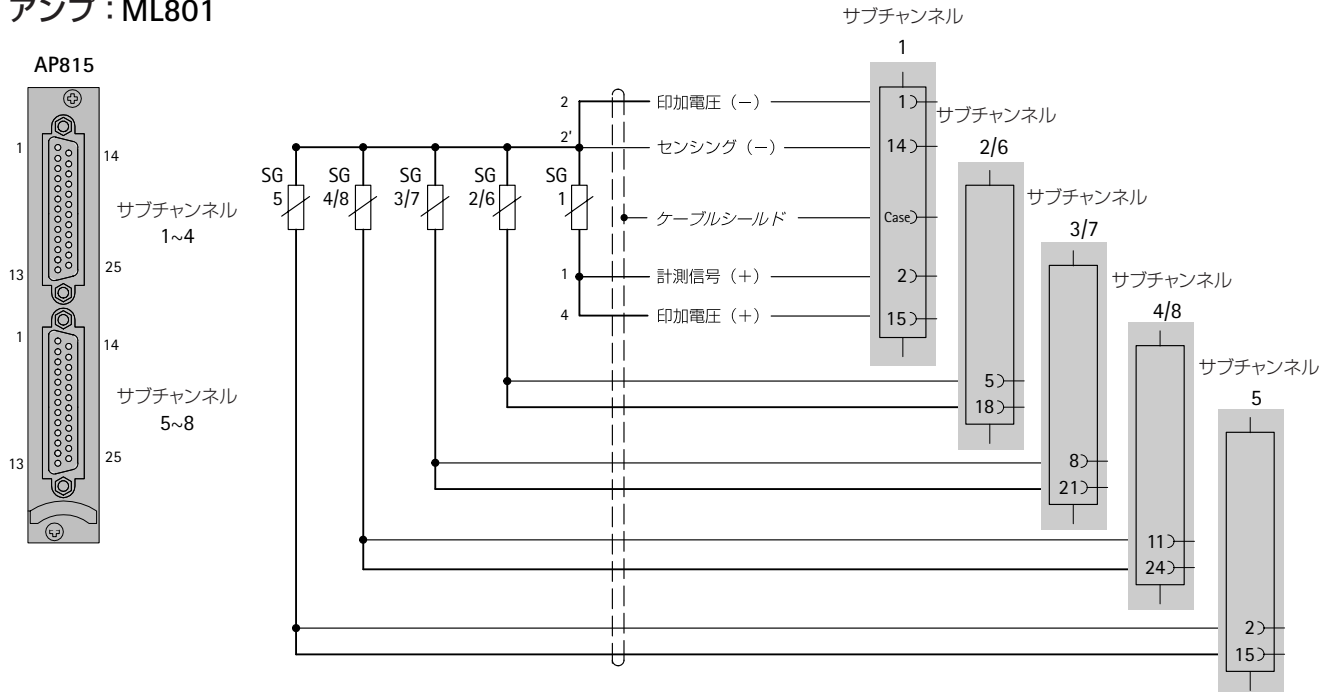 アンプ：ML801
AP815
1
14
13
25
サブチャンネル
1~4
1
14
13
25
サブチャンネル
5~8
SG
5
SG
4/8
SG
3/7
SG
2/6
SG
1
2
2'
1
4
印加電圧（－）
センシング（－）
ケーブルシールド
計測信号（＋）
印加電圧（＋）
サブチャンネル
1
1
14
Case
2
15
サブチャンネル
2/6
5
18
サブチャンネル
3/7
8
21
サブチャンネル
4/8
11
24
サブチャンネル
5
2
15